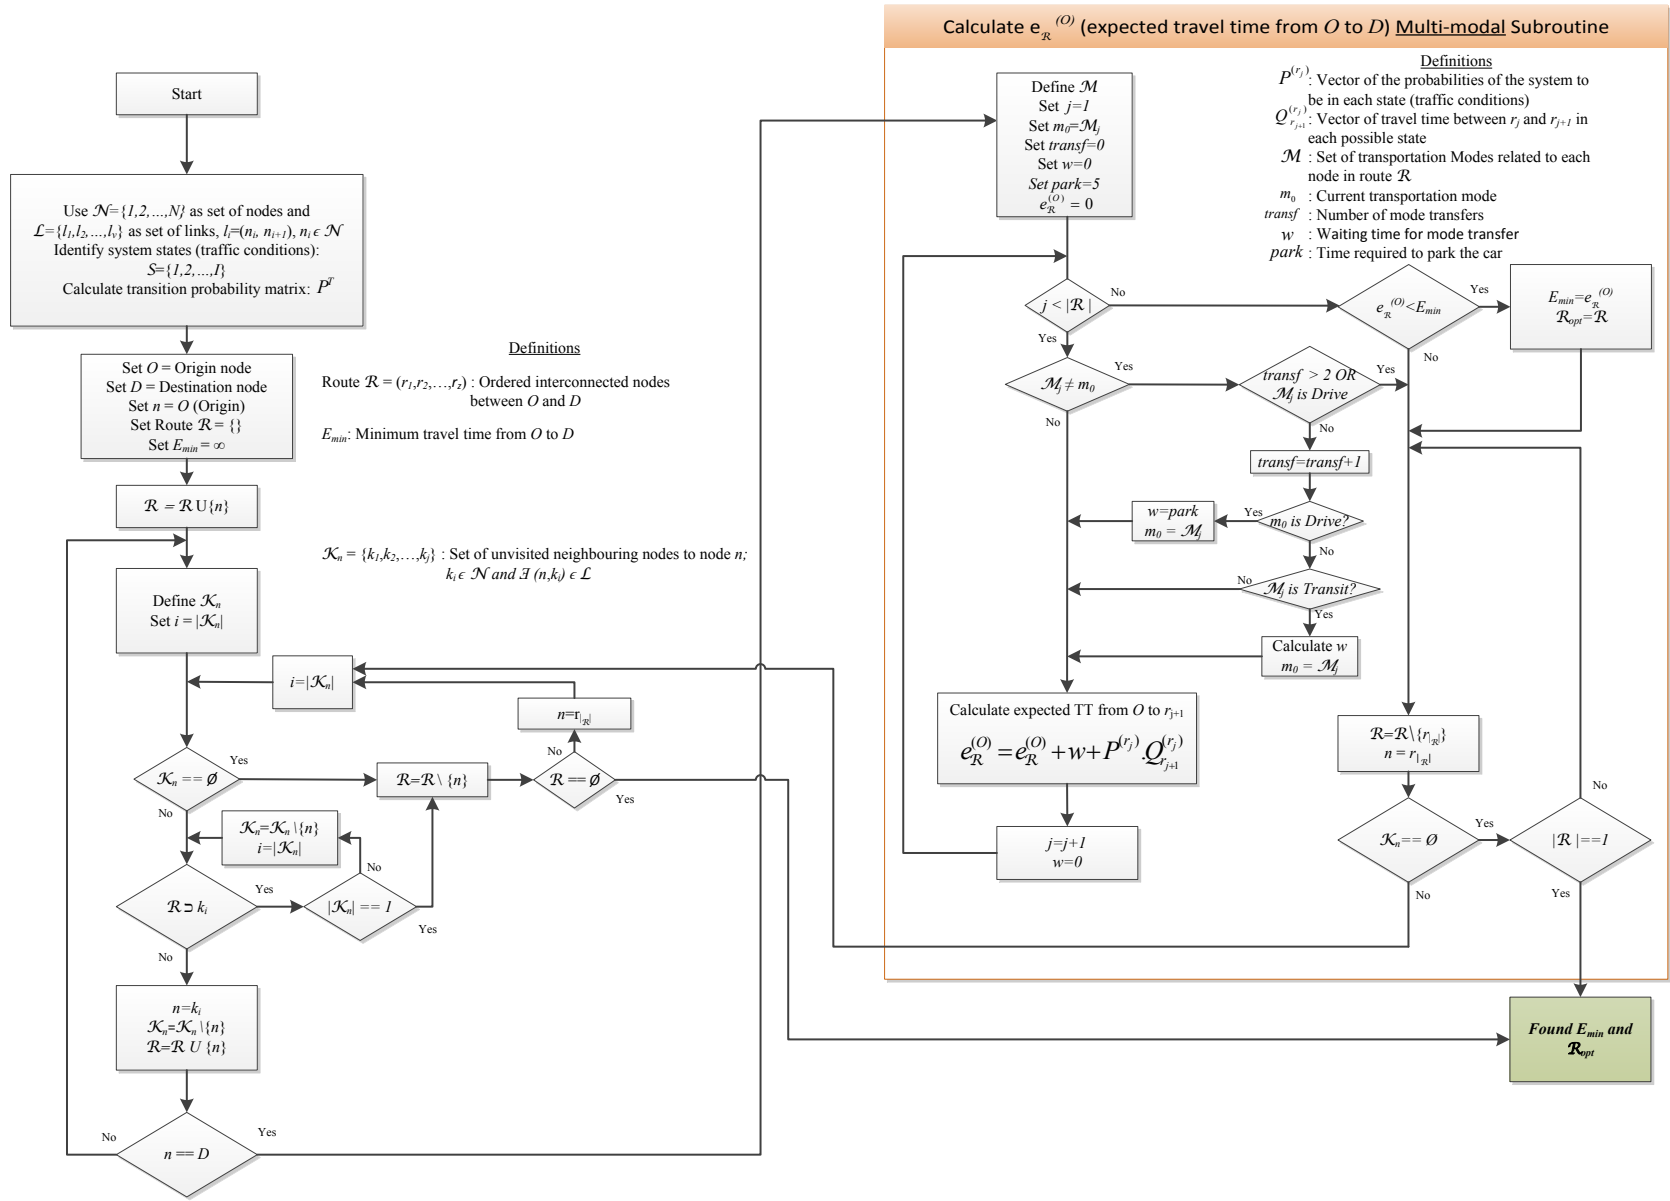 Calculate eℛ⁽ᴼ⁾ (expected travel time from O to D) Multi-modal Subroutine
Start
Use 𝒩={1,2,...,N} as set of nodes and
ℒ={l₁,l₂,...,lᵥ} as set of links, lᵢ=(nᵢ, nᵢ₊₁), nᵢ ϵ 𝒩
Identify system states (traffic conditions):
S={1,2,...,I}
Calculate transition probability matrix: Pᵀ
Set O = Origin node
Set D = Destination node
Set n = O (Origin)
Set Route ℛ = {}
Set Eₘᵢₙ = ∞
ℛ = ℛ U{n}
Define 𝒦ₙ
Set i = |𝒦ₙ|
i=|𝒦ₙ|
n=r|ℛ|
𝒦ₙ == Ø
Yes
No
ℛ=ℛ \ {n}
ℛ == Ø
No
Yes
𝒦ₙ=𝒦ₙ \{n}
i=|𝒦ₙ|
ℛ ⊃ kᵢ
Yes
No
|𝒦ₙ| == 1
No
Yes
n=kᵢ
𝒦ₙ=𝒦ₙ \{n}
ℛ=ℛ U {n}
n == D
No
Yes
Definitions
Route ℛ = (r₁,r₂,...,r_z) : Ordered interconnected nodes
between O and D
Eₘᵢₙ: Minimum travel time from O to D
𝒦ₙ = {k₁,k₂,...,kⱼ} : Set of unvisited neighbouring nodes to node n;
kᵢ ϵ 𝒩 and ∃ (n,kᵢ) ϵ ℒ
Define ℳ
Set j=1
Set m₀=ℳⱼ
Set transf=0
Set w=0
Set park=5
eℛ⁽ᴼ⁾ = 0
Definitions
P⁽ʳʲ⁾: Vector of the probabilities of the system to
be in each state (traffic conditions)
Q_{rⱼ₊₁}⁽ʳʲ⁾: Vector of travel time between rⱼ and rⱼ₊₁ in
each possible state
ℳ : Set of transportation Modes related to each
node in route ℛ
m₀ : Current transportation mode
transf : Number of mode transfers
w : Waiting time for mode transfer
park : Time required to park the car
j < |ℛ |
No
Yes
eℛ⁽ᴼ⁾<Eₘᵢₙ
Yes
No
Eₘᵢₙ=eℛ⁽ᴼ⁾
ℛₒₚₜ=ℛ
ℳⱼ ≠ m₀
Yes
No
transf > 2 OR
ℳⱼ is Drive
Yes
No
transf=transf+1
m₀ is Drive?
Yes
No
w=park
m₀ = ℳⱼ
ℳⱼ is Transit?
No
Yes
Calculate w
m₀ = ℳⱼ
Calculate expected TT from O to rⱼ₊₁
eℛ⁽ᴼ⁾=eℛ⁽ᴼ⁾+w+P⁽ʳʲ⁾.Q_{rⱼ₊₁}⁽ʳʲ⁾
j=j+1
w=0
ℛ=ℛ\{r|ℛ|}
n = r|ℛ|
𝒦ₙ== Ø
Yes
No
|ℛ |==1
No
Yes
Found Eₘᵢₙ and
ℛₒₚₜ